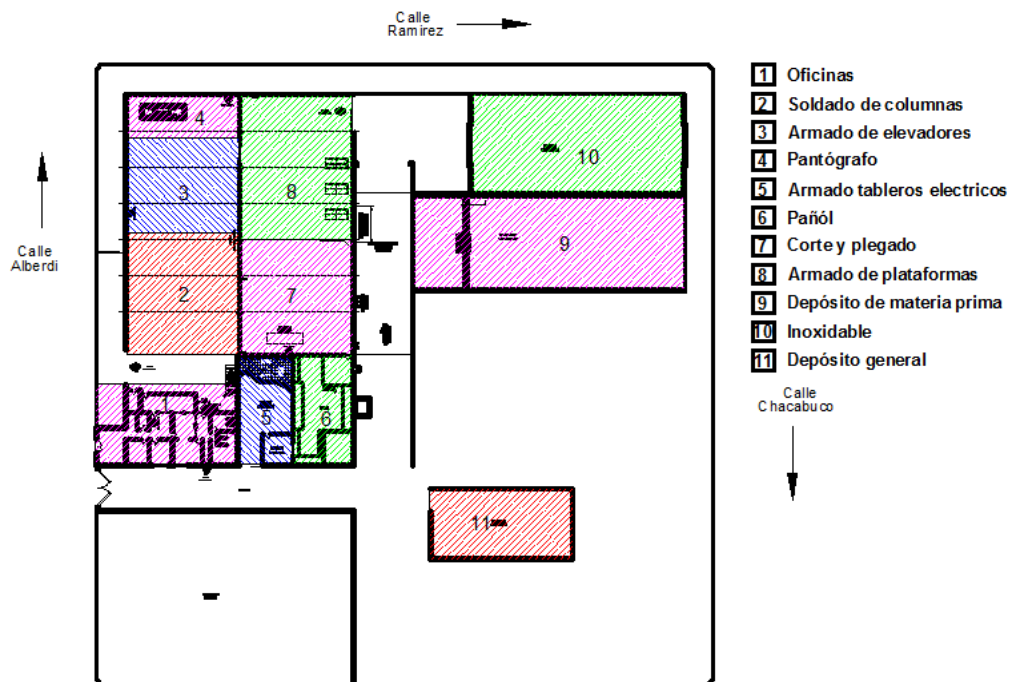 Calle
Ramirez
1 Oficinas
2 Soldado de columnas
3 Armado de elevadores
4 Pantógrafo
5 Armado tableros electricos
6 Pañól
7 Corte y plegado
8 Armado de plataformas
9 Depósito de materia prima
10 Inoxidable
11 Depósito general
Calle
Alberdi
Calle
Chacabuco
4
10
3
8
9
2
7
1
5
6
11